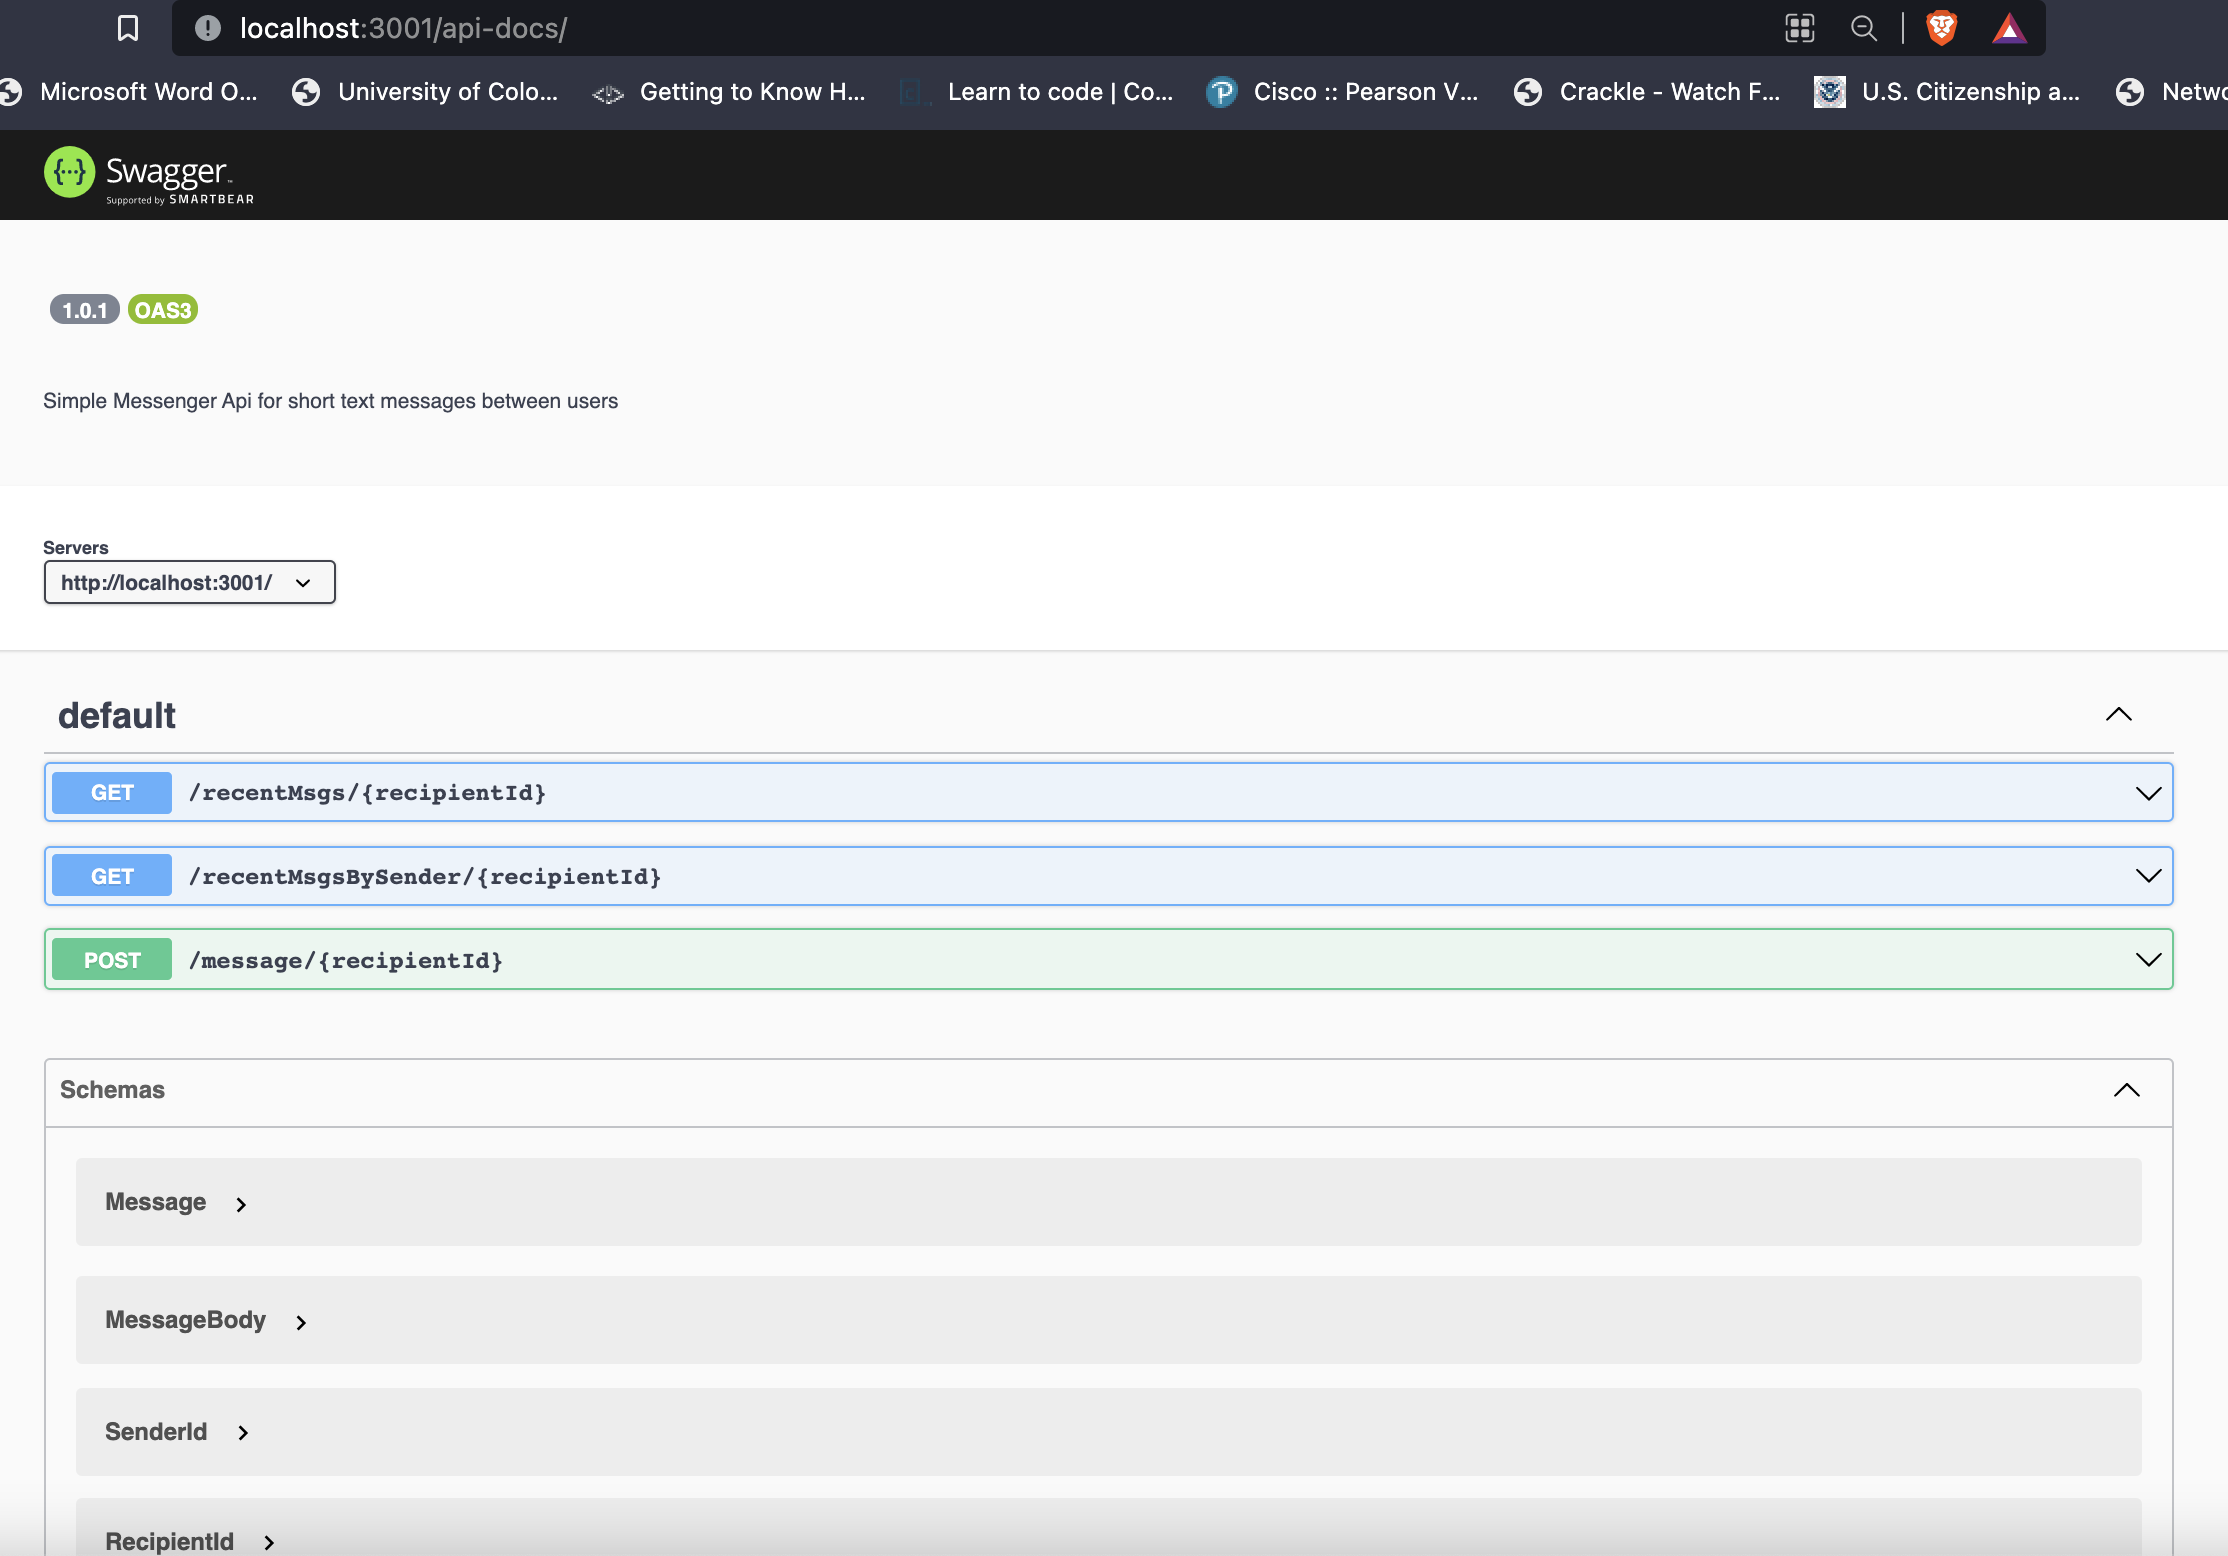 localhost:3001/api-docs/
Microsoft Word O...
University of Colo...
Getting to Know H...
Learn to code | Co...
Cisco :: Pearson V...
Crackle - Watch F...
U.S. Citizenship a...
Netwo
Swagger™
Supported by SMARTBEAR
1.0.1 OAS3
Simple Messenger Api for short text messages between users
Servers
http://localhost:3001/
default
GET /recentMsgs/{recipientId}
GET /recentMsgsBySender/{recipientId}
POST /message/{recipientId}
Schemas
Message
MessageBody
SenderId
RecipientId